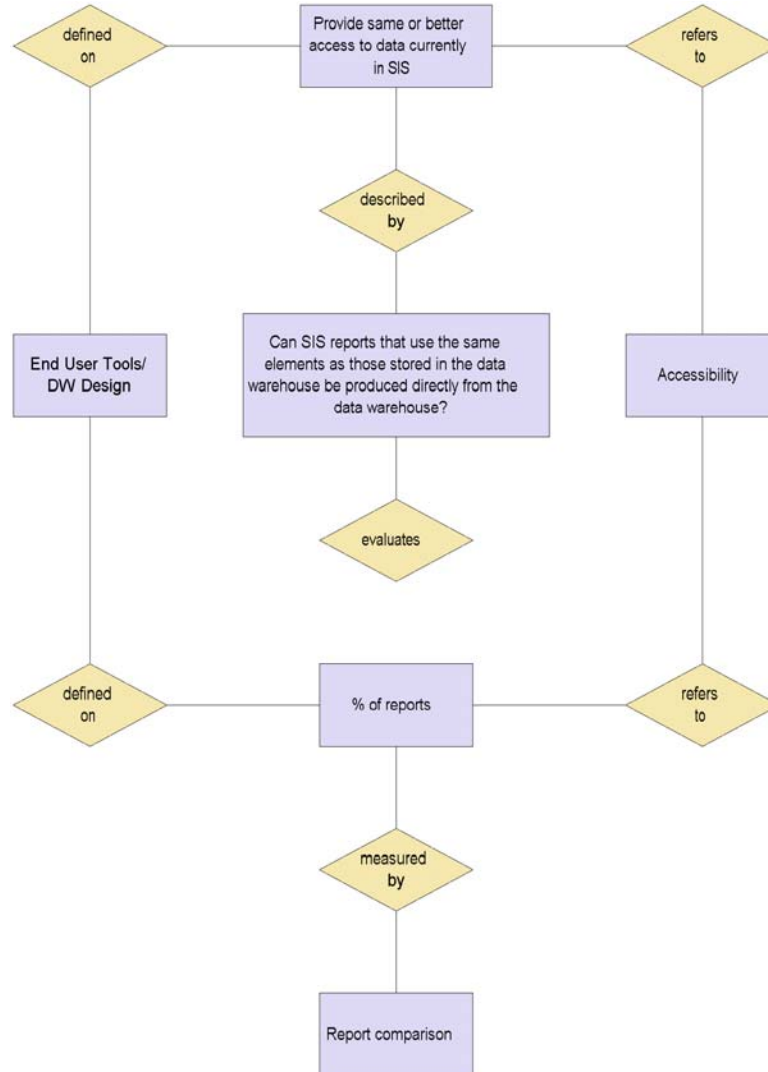 defined
on
Provide same or better
access to data currently
in SIS
refers
to
described
by
End User Tools/
DW Design
Can SIS reports that use the same
elements as those stored in the data
warehouse be produced directly from the
data warehouse?
Accessibility
evaluates
defined
on
% of reports
refers
to
measured
by
Report comparison